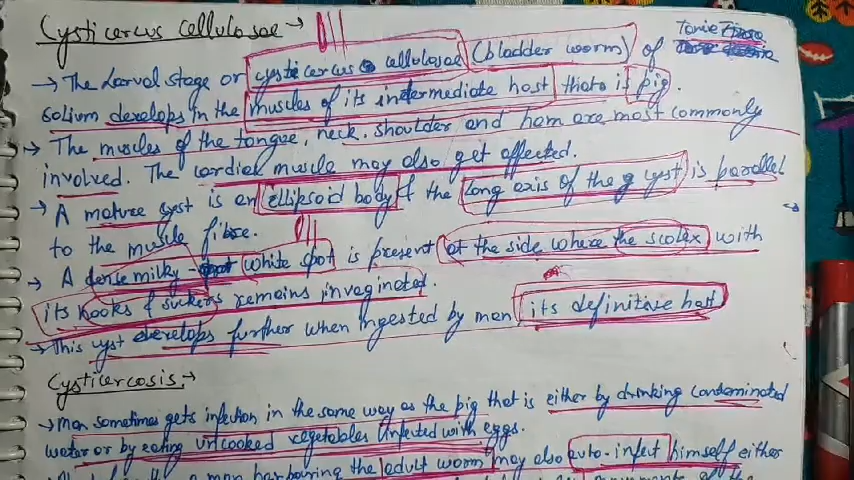 Cysticercus cellulosae →
→ The larval stage or cysticercus cellulosae (bladder worm) of Tanie
solium develops in the muscles of its intermediate host thato is pig.
→ The muscles of the tongue, neck, shoulder and ham are most commonly
involved. The cardiac muscle may also get affected.
→ A mature cyst is an ellipsoid body & the long axis of the cyst is parallel
to the muscle fibre.
→ A dense milky - white spot is present at the side where the scolex with
its hooks & suckers remains invaginated.
→ This cyst develops further when ingested by man its definitive host
Cysticercosis →
→ Man sometimes gets infection in the same way as the pig that is either by drinking contaminated
water or by eating uncooked vegetables infected with eggs.
a man harbouring the adult worm may also auto-infect himself either
movements of the